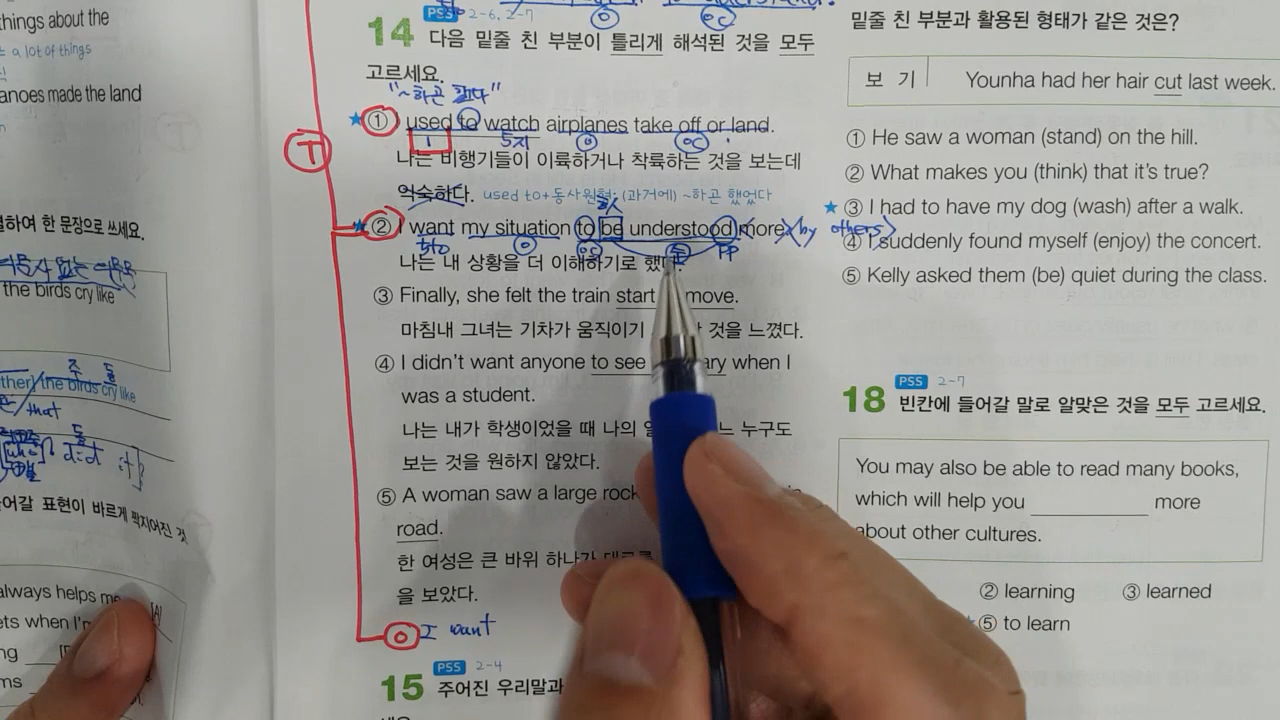 things about the
= a lot of things
anoes made the land
결하여 한 문장으로 쓰세요.
the birds cry like
ther) the birds cry like
that
어갈 표현이 바르게 짝지어진 것
always helps me
ets when I'm
ng
ms
PSS 2-6, 2-7
14 다음 밑줄 친 부분이 틀리게 해석된 것을 모두
고르세요.
"~하곤 했다"
① I used to watch airplanes take off or land.
나는 비행기들이 이륙하거나 착륙하는 것을 보는데
익숙하다. used to+동사원형: (과거에) ~하곤 했었다
② I want my situation to be understood more <by others>
나는 내 상황을 더 이해하기로 했다.
③ Finally, she felt the train start move.
마침내 그녀는 기차가 움직이기 것을 느꼈다.
④ I didn't want anyone to see ary when I
was a student.
나는 내가 학생이었을 때 나의 누구도
보는 것을 원하지 않았다.
⑤ A woman saw a large rock
road.
한 여성은 큰 바위 하나가
을 보았다.
T
O I want
PSS 2-4
15 주어진 우리말과
밑줄 친 부분과 활용된 형태가 같은 것은?
보 기 Younha had her hair cut last week.
① He saw a woman (stand) on the hill.
② What makes you (think) that it's true?
③ I had to have my dog (wash) after a walk.
④ I suddenly found myself (enjoy) the concert.
⑤ Kelly asked them (be) quiet during the class.
PSS 2-7
18 빈칸에 들어갈 말로 알맞은 것을 모두 고르세요.
You may also be able to read many books,
which will help you ________ more
about other cultures.
② learning ③ learned
⑤ to learn